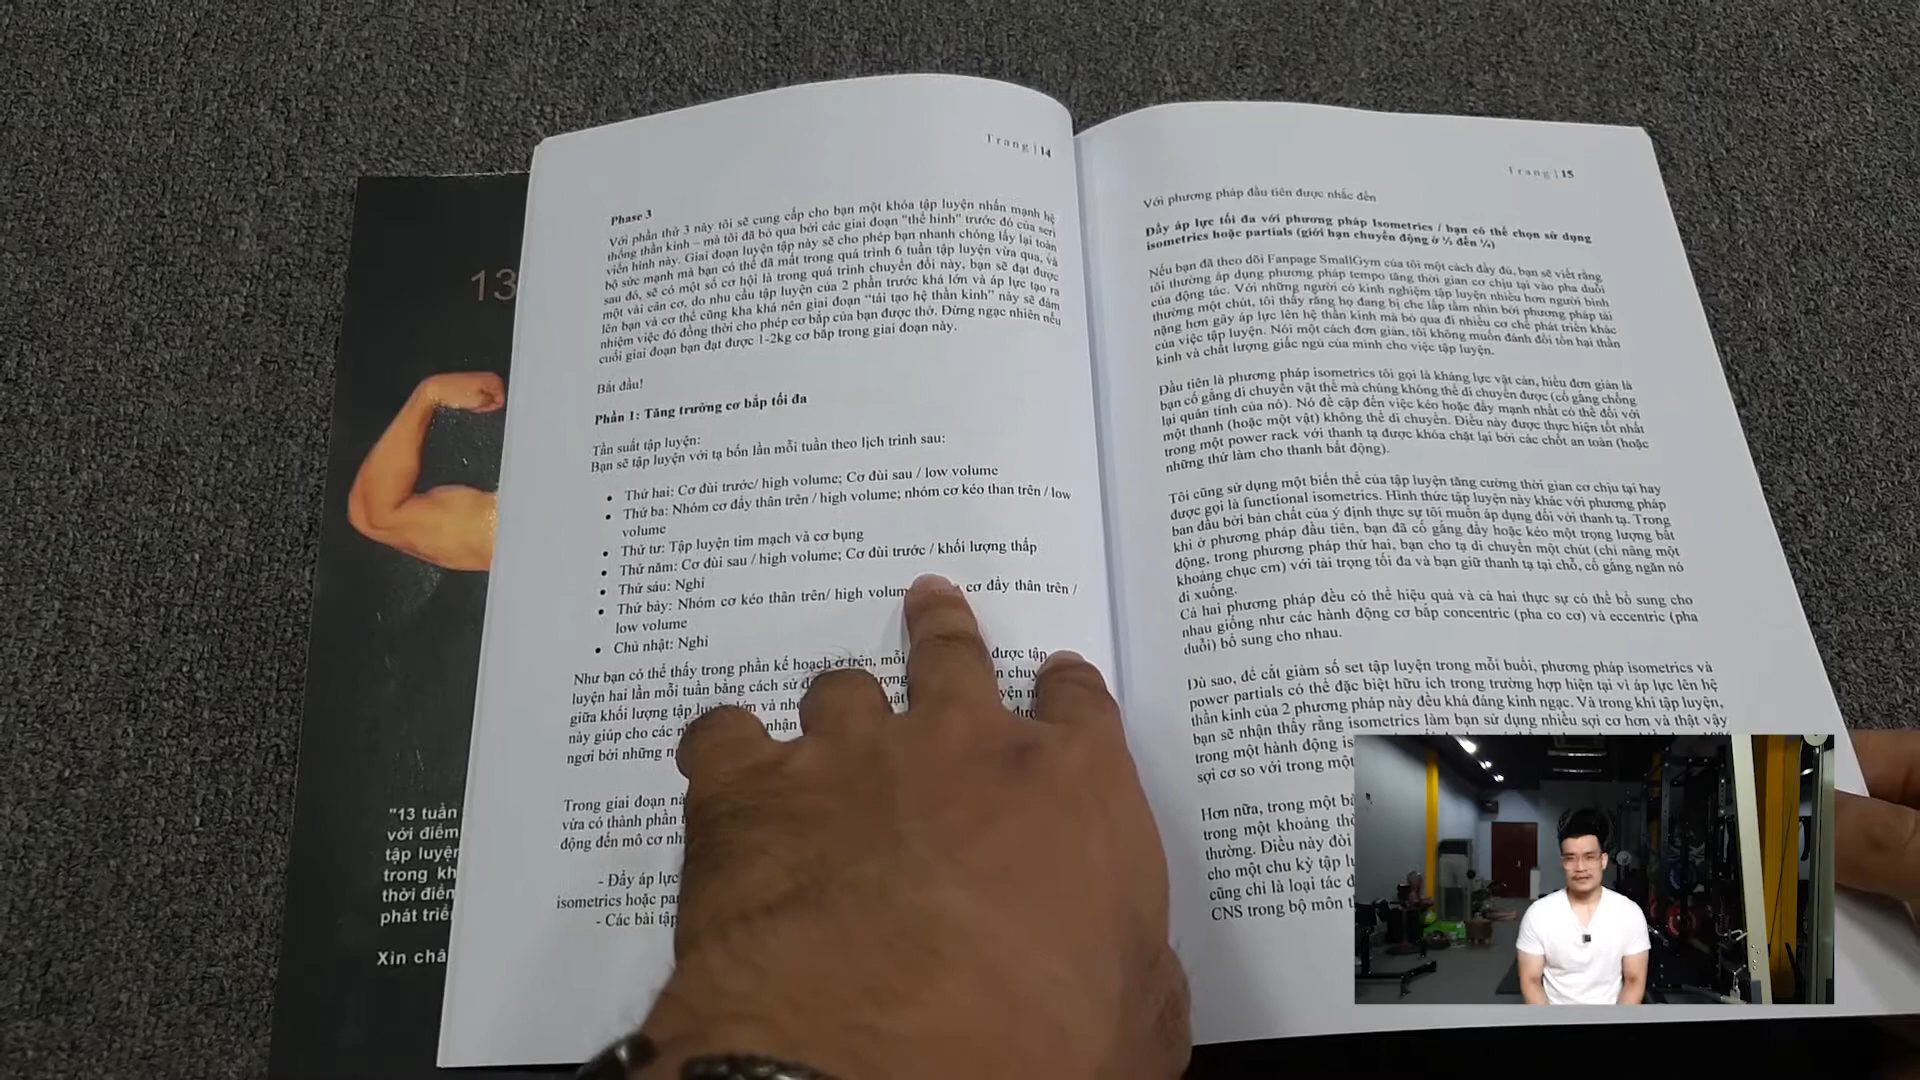 13
"13 tuần
với điểm
tập luyện
trong kh
thời điểm
phát triển
Xin chà
Trang | 14
Phase 3
Với phần thứ 3 này tôi sẽ cung cấp cho bạn một khóa tập luyện nhấn mạnh hệ
thống thần kinh – mà tôi đã bỏ qua bởi các giai đoạn "thể hình" trước đó của seri
viễn hình này. Giai đoạn luyện tập này sẽ cho phép bạn nhanh chóng lấy lại toàn
bộ sức mạnh mà bạn có thể đã mất trong quá trình 6 tuần tập luyện vừa qua, và
sau đó, sẽ có một số cơ hội là trong quá trình chuyển đổi này, bạn sẽ đạt được
một vài cân cơ, do nhu cầu tập luyện của 2 phần trước khá lớn và áp lực tạo ra
lên bạn và cơ thể cũng kha khá nên giai đoạn "tái tạo hệ thần kinh" này sẽ đảm
nhiệm việc đó đồng thời cho phép cơ bắp của bạn được thở. Đừng ngạc nhiên nếu
cuối giai đoạn bạn đạt được 1-2kg cơ bắp trong giai đoạn này.
Bắt đầu!
Phần 1: Tăng trưởng cơ bắp tối đa
Tần suất tập luyện:
Bạn sẽ tập luyện với tạ bốn lần mỗi tuần theo lịch trình sau:
• Thứ hai: Cơ đùi trước/ high volume; Cơ đùi sau / low volume
• Thứ ba: Nhóm cơ đẩy thân trên / high volume; nhóm cơ kéo than trên / low
volume
• Thứ tư: Tập luyện tim mạch và cơ bụng
• Thứ năm: Cơ đùi sau / high volume; Cơ đùi trước / khối lượng thấp
• Thứ sáu: Nghỉ
• Thứ bảy: Nhóm cơ kéo thân trên/ high volum cơ đẩy thân trên /
low volume
• Chủ nhật: Nghỉ
Như bạn có thể thấy trong phần kế hoạch ở trên, mỗi được tập
luyện hai lần mỗi tuần bằng cách sử
giữa khối lượng tập
này giúp cho các nhận
ngơi bởi những
Trong giai đoạn nà
vừa có thành phần
động đến mô cơ
- Đẩy áp lực
isometrics hoặc
- Các bài tập
Trang | 15
Với phương pháp đầu tiên được nhắc đến
Đẩy áp lực tối đa với phương pháp Isometrics / bạn có thể chọn sử dụng
isometrics hoặc partials (giới hạn chuyển động ở ½ đến ¼)
Nếu bạn đã theo dõi Fanpage SmallGym của tôi một cách đầy đủ, bạn sẽ viết rằng
tôi thường áp dụng phương pháp tempo tăng thời gian cơ chịu tại vào pha duỗi
của động tác. Với những người có kinh nghiệm tập luyện nhiều hơn người bình
thường một chút, tôi thấy rằng họ đang bị che lấp tầm nhìn bởi phương pháp tải
nặng hơn gây áp lực lên hệ thần kinh mà bỏ qua đi nhiều cơ chế phát triển khác
của việc tập luyện. Nói một cách đơn giản, tôi không muốn đánh đổi tổn hại thần
kinh và chất lượng giấc ngủ của mình cho việc tập luyện.
Đầu tiên là phương pháp isometrics tôi gọi là kháng lực vật cản, hiểu đơn giản là
bạn cố gắng di chuyển vật thể mà chúng không thể di chuyển được (cố gắng chống
lại quán tính của nó). Nó đề cập đến việc kéo hoặc đẩy mạnh nhất có thể đối với
một thanh (hoặc một vật) không thể di chuyển. Điều này được thực hiện tốt nhất
trong một power rack với thanh tạ được khóa chặt lại bởi các chốt an toàn (hoặc
những thứ làm cho thanh bất động).
Tôi cũng sử dụng một biến thể của tập luyện tăng cường thời gian cơ chịu tại hay
được gọi là functional isometrics. Hình thức tập luyện này khác với phương pháp
ban đầu bởi bản chất của ý định thực sự tôi muốn áp dụng đối với thanh tạ. Trong
khi ở phương pháp đầu tiên, bạn đã cố gắng đẩy hoặc kéo một trọng lượng bất
động, trong phương pháp thứ hai, bạn cho tạ di chuyển một chút (chỉ nâng một
khoảng chục cm) với tải trọng tối đa và bạn giữ thanh tạ tại chỗ, cố gắng ngăn nó
đi xuống.
Cả hai phương pháp đều có thể hiệu quả và cả hai thực sự có thể bổ sung cho
nhau giống như các hành động cơ bắp concentric (pha co cơ) và eccentric (pha
duỗi) bổ sung cho nhau.
Dù sao, để cắt giảm số set tập luyện trong mỗi buổi, phương pháp isometrics và
power partials có thể đặc biệt hữu ích trong trường hợp hiện tại vì áp lực lên hệ
thần kinh của 2 phương pháp này đều khá đáng kinh ngạc. Và trong khi tập luyện,
bạn sẽ nhận thấy rằng isometrics làm bạn sử dụng nhiều sợi cơ hơn và thật vậy
trong một hành động
sợi cơ so với trong một
Hơn nữa, trong một
trong một khoảng
thường. Điều này đòi
cho một chu kỳ tập
cũng chỉ là loại tác
CNS trong bộ môn